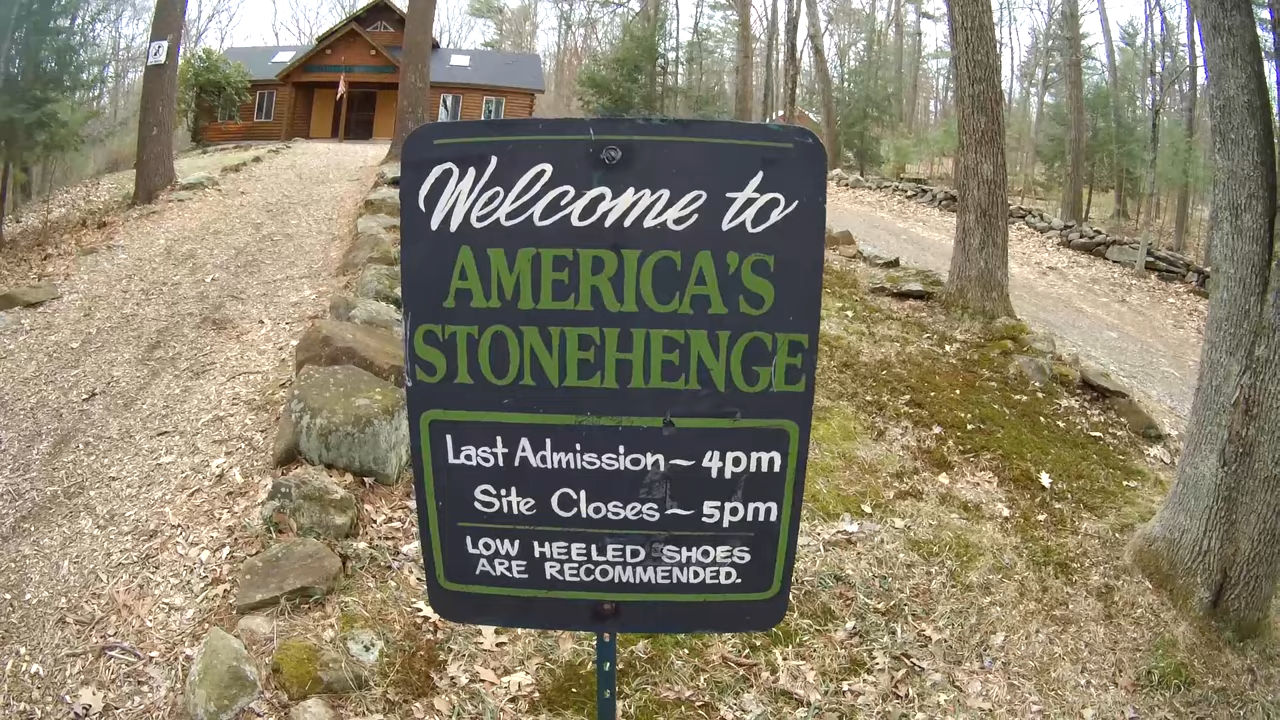 Welcome to
AMERICA'S
STONEHENGE
Last Admission ~ 4pm
Site Closes ~ 5pm
LOW HEELED SHOES
ARE RECOMMENDED.